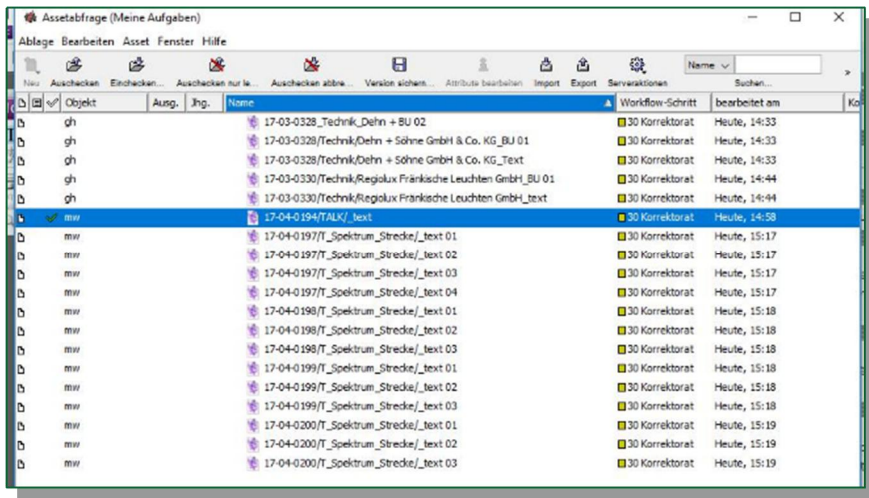 Assetabfrage (Meine Aufgaben)
Ablage Bearbeiten Asset Fenster Hilfe
Name
Neu Auschecken Einchecken... Auschecken nur le... Auschecken abbre... Version sichern... Attribute bearbeiten Import Export Serveraktionen Suchen... »
Objekt Ausg. Jhg. Name Workflow-Schritt bearbeitet am Ko
gh 17-03-0328_Technik_Dehn + BU 02 30 Korrektorat Heute, 14:33
gh 17-03-0328/Technik/Dehn + Söhne GmbH & Co. KG_BU 01 30 Korrektorat Heute, 14:33
gh 17-03-0328/Technik/Dehn + Söhne GmbH & Co. KG_Text 30 Korrektorat Heute, 14:33
gh 17-03-0330/Technik/Regiolux Fränkische Leuchten GmbH_BU 01 30 Korrektorat Heute, 14:44
gh 17-03-0330/Technik/Regiolux Fränkische Leuchten GmbH_text 30 Korrektorat Heute, 14:44
mw 17-04-0194/TALK/_text 30 Korrektorat Heute, 14:58
mw 17-04-0197/T_Spektrum_Strecke/_text 01 30 Korrektorat Heute, 15:17
mw 17-04-0197/T_Spektrum_Strecke/_text 02 30 Korrektorat Heute, 15:17
mw 17-04-0197/T_Spektrum_Strecke/_text 03 30 Korrektorat Heute, 15:17
mw 17-04-0197/T_Spektrum_Strecke/_text 04 30 Korrektorat Heute, 15:17
mw 17-04-0198/T_Spektrum_Strecke/_text 01 30 Korrektorat Heute, 15:18
mw 17-04-0198/T_Spektrum_Strecke/_text 02 30 Korrektorat Heute, 15:18
mw 17-04-0198/T_Spektrum_Strecke/_text 03 30 Korrektorat Heute, 15:18
mw 17-04-0199/T_Spektrum_Strecke/_text 01 30 Korrektorat Heute, 15:18
mw 17-04-0199/T_Spektrum_Strecke/_text 02 30 Korrektorat Heute, 15:18
mw 17-04-0199/T_Spektrum_Strecke/_text 03 30 Korrektorat Heute, 15:18
mw 17-04-0200/T_Spektrum_Strecke/_text 01 30 Korrektorat Heute, 15:19
mw 17-04-0200/T_Spektrum_Strecke/_text 02 30 Korrektorat Heute, 15:19
mw 17-04-0200/T_Spektrum_Strecke/_text 03 30 Korrektorat Heute, 15:19